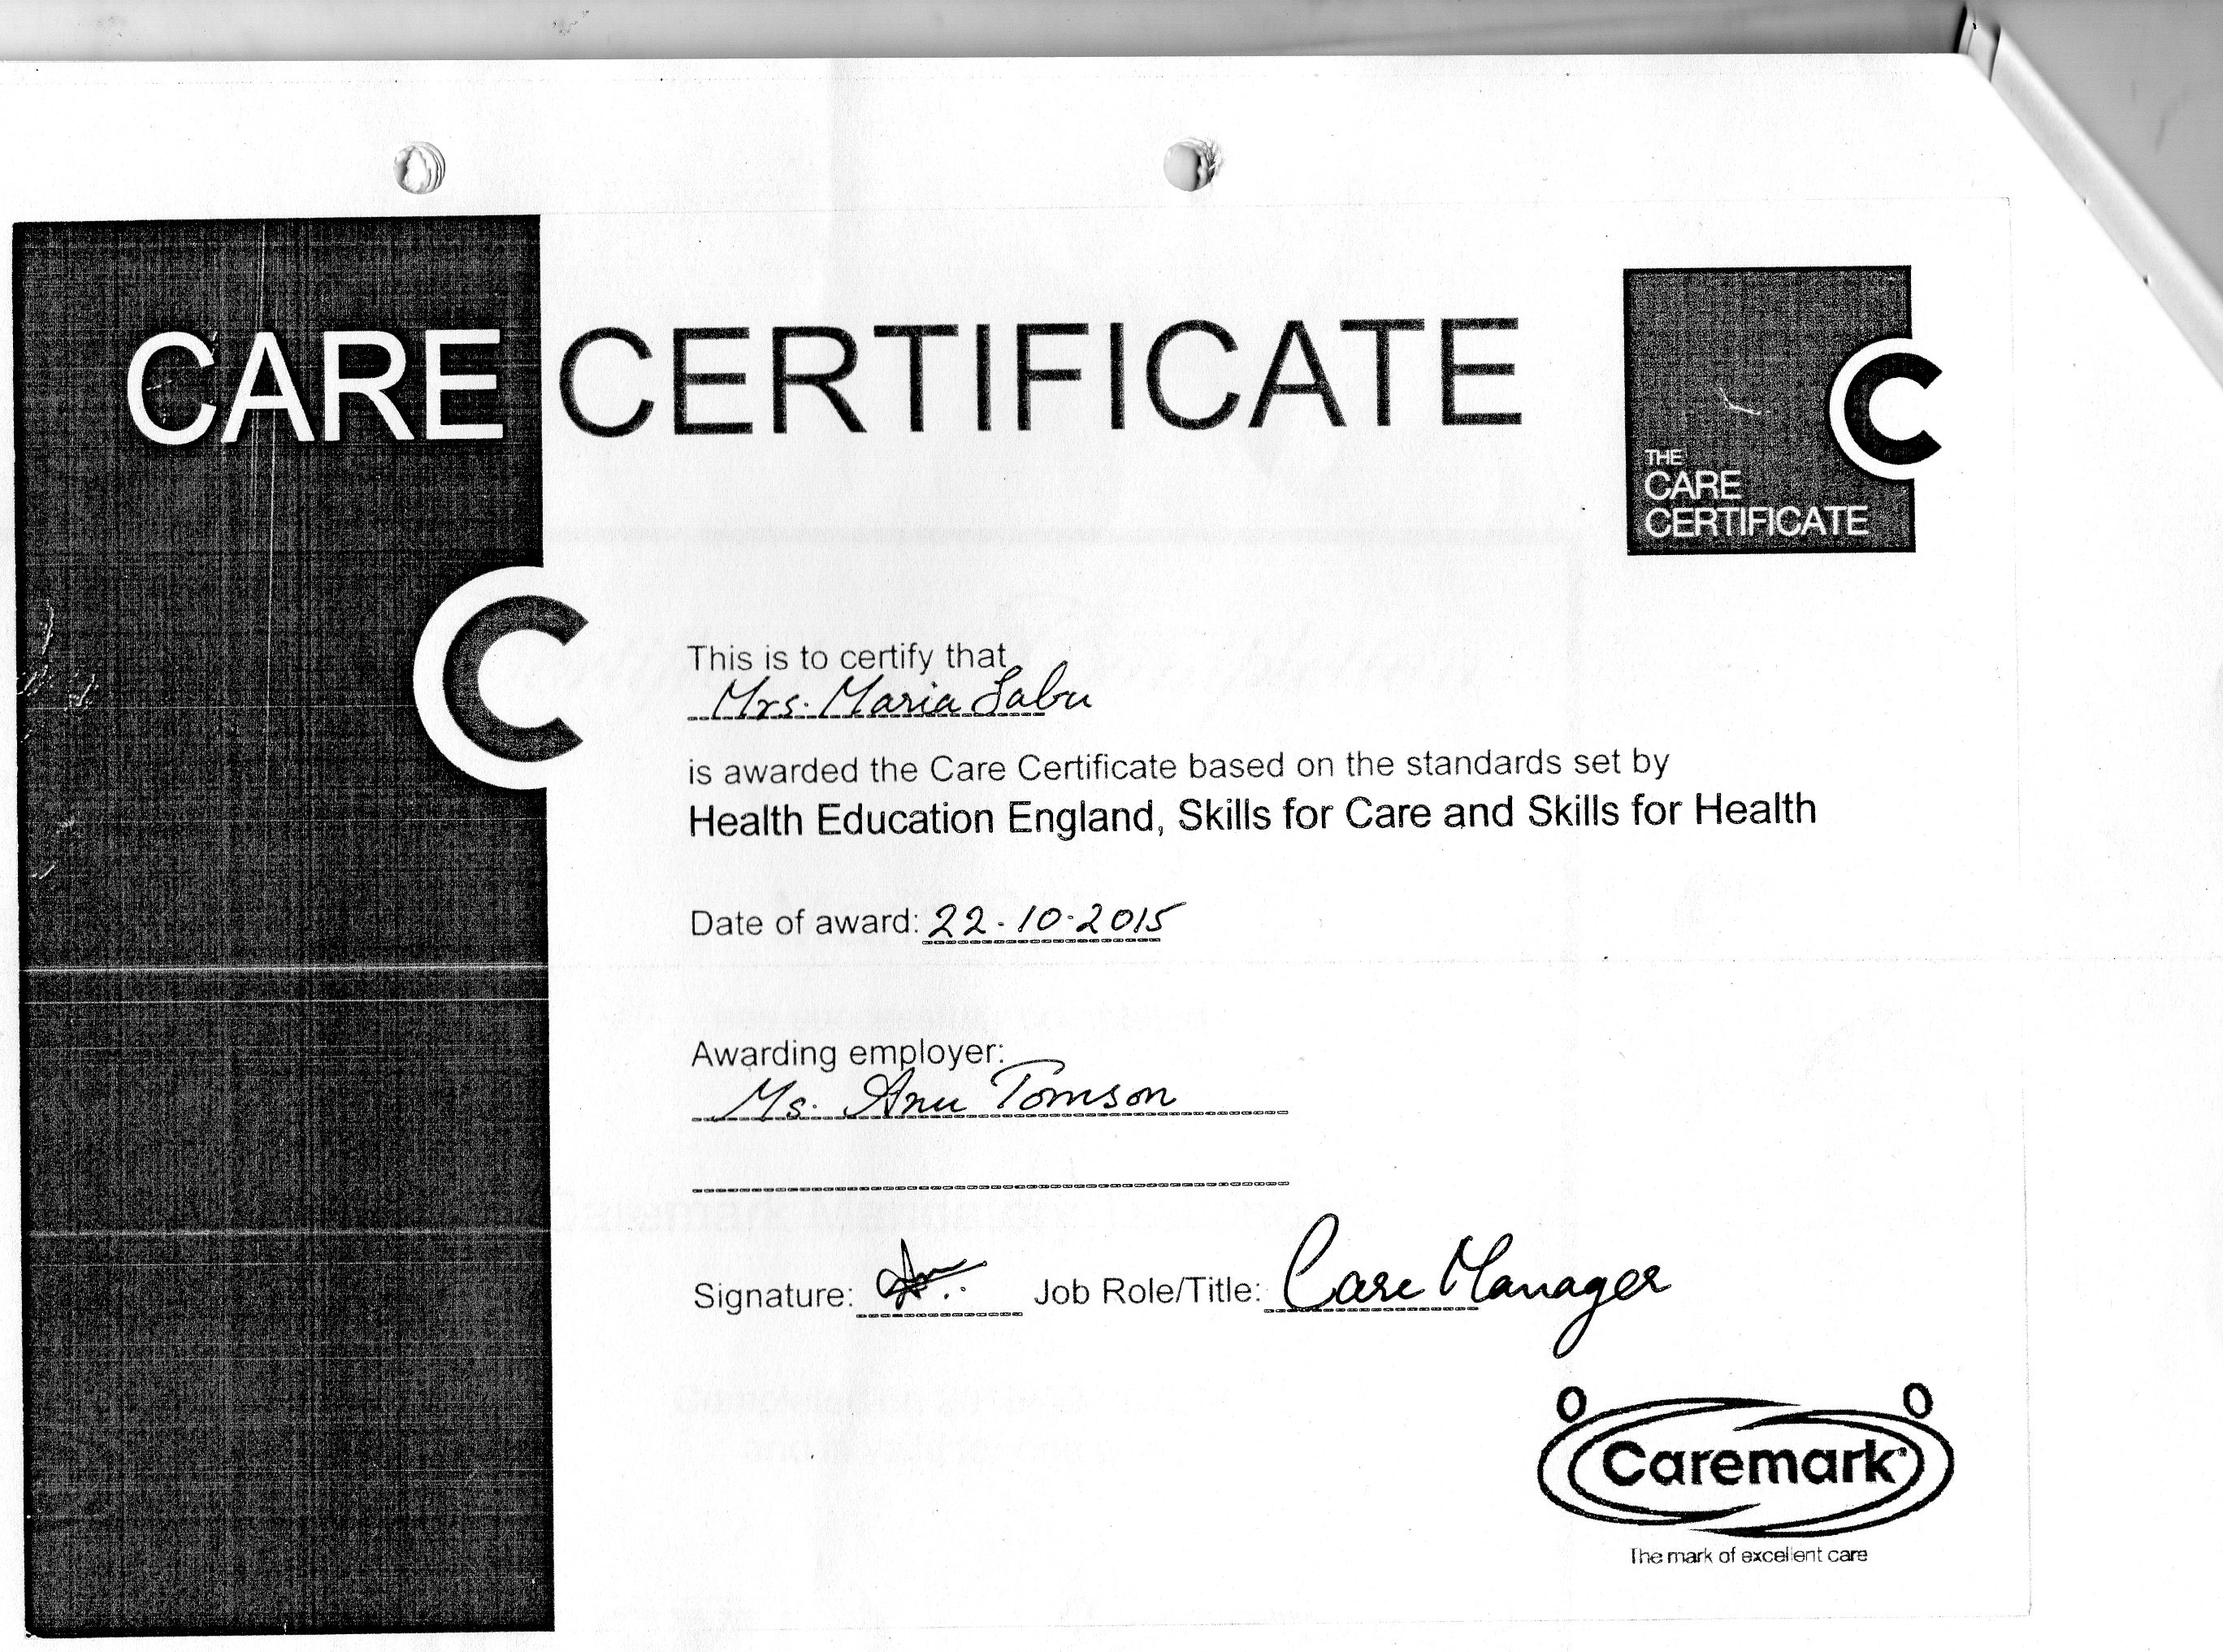 CARE CERTIFICATE
THE
CARE
CERTIFICATE
C
C
This is to certify that
Mrs. Maria Sabu
is awarded the Care Certificate based on the standards set by
Health Education England, Skills for Care and Skills for Health
Date of award: 22.10.2015
Awarding employer:
Ms. Anu Tomson
Signature: Job Role/Title: Care Manager
Caremark
The mark of excellent care